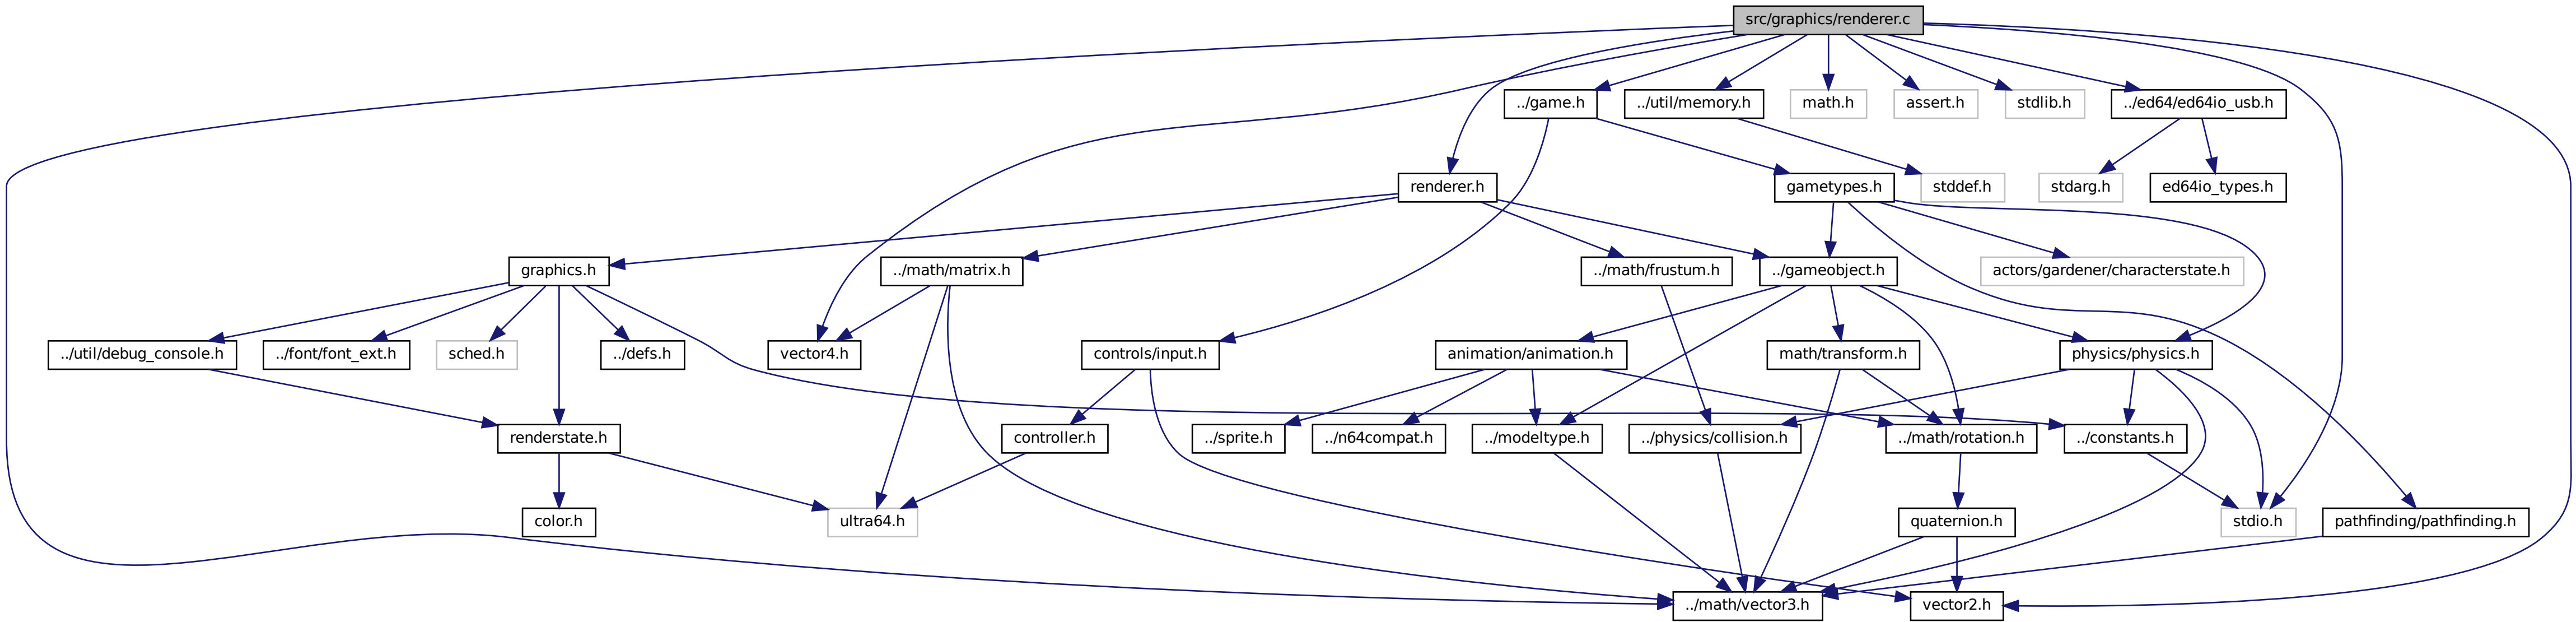 src/graphics/renderer.c
../game.h
../util/memory.h
math.h
assert.h
stdlib.h
../ed64/ed64io_usb.h
renderer.h
gametypes.h
stddef.h
stdarg.h
ed64io_types.h
graphics.h
../math/matrix.h
../math/frustum.h
../gameobject.h
actors/gardener/characterstate.h
../util/debug_console.h
../font/font_ext.h
sched.h
../defs.h
vector4.h
controls/input.h
animation/animation.h
math/transform.h
physics/physics.h
renderstate.h
controller.h
../sprite.h
../n64compat.h
../modeltype.h
../physics/collision.h
../math/rotation.h
../constants.h
color.h
ultra64.h
quaternion.h
stdio.h
pathfinding/pathfinding.h
../math/vector3.h
vector2.h